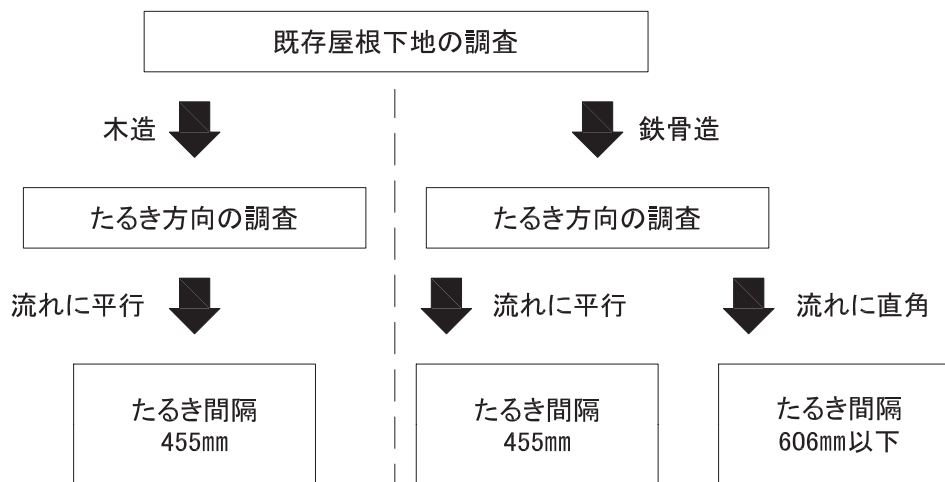 既存屋根下地の調査
木造
鉄骨造
たるき方向の調査
たるき方向の調査
流れに平行
流れに平行
流れに直角
たるき間隔
455㎜
たるき間隔
455㎜
たるき間隔
606㎜以下